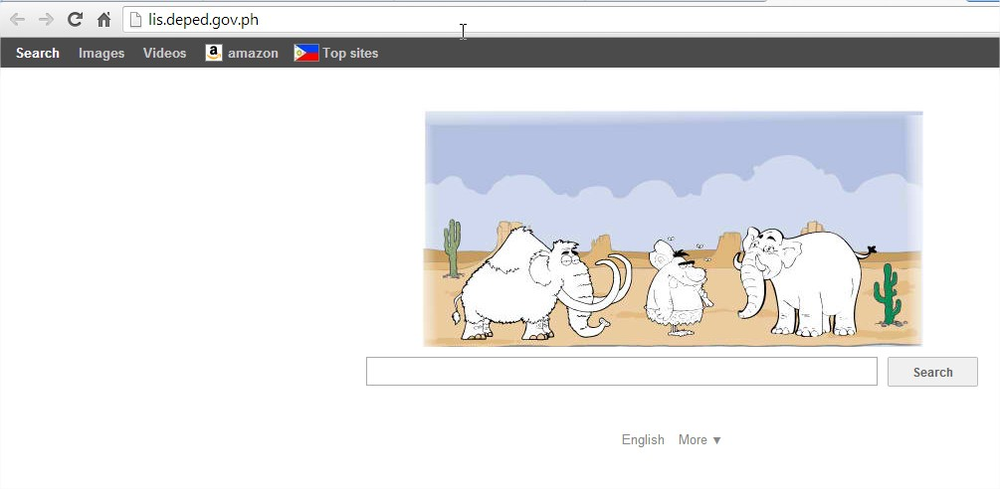 lis.deped.gov.ph
Search Images Videos amazon Top sites
Search
English More ▼